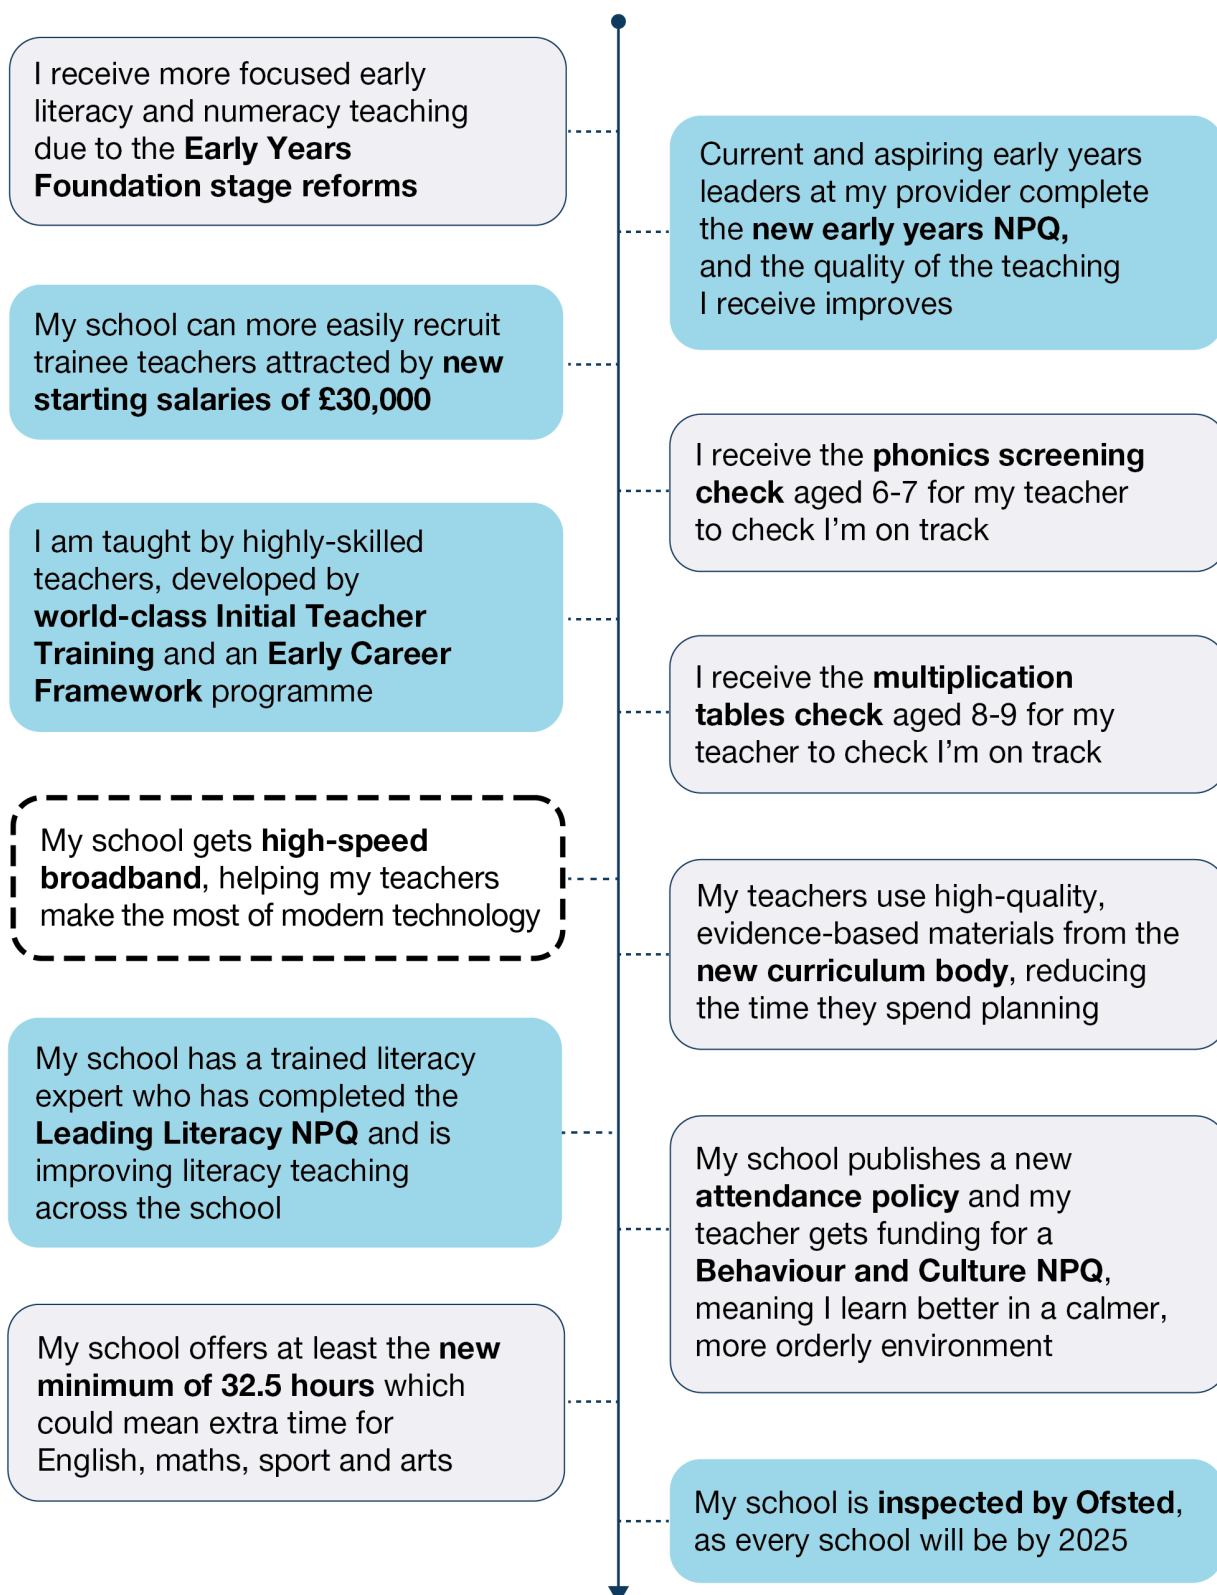 I receive more focused early
literacy and numeracy teaching
due to the Early Years
Foundation stage reforms
Current and aspiring early years
leaders at my provider complete
the new early years NPQ,
and the quality of the teaching
I receive improves
My school can more easily recruit
trainee teachers attracted by new
starting salaries of £30,000
I receive the phonics screening
check aged 6-7 for my teacher
to check I’m on track
I am taught by highly-skilled
teachers, developed by
world-class Initial Teacher
Training and an Early Career
Framework programme
I receive the multiplication
tables check aged 8-9 for my
teacher to check I’m on track
My school gets high-speed
broadband, helping my teachers
make the most of modern technology
My teachers use high-quality,
evidence-based materials from the
new curriculum body, reducing
the time they spend planning
My school has a trained literacy
expert who has completed the
Leading Literacy NPQ and is
improving literacy teaching
across the school
My school publishes a new
attendance policy and my
teacher gets funding for a
Behaviour and Culture NPQ,
meaning I learn better in a calmer,
more orderly environment
My school offers at least the new
minimum of 32.5 hours which
could mean extra time for
English, maths, sport and arts
My school is inspected by Ofsted,
as every school will be by 2025